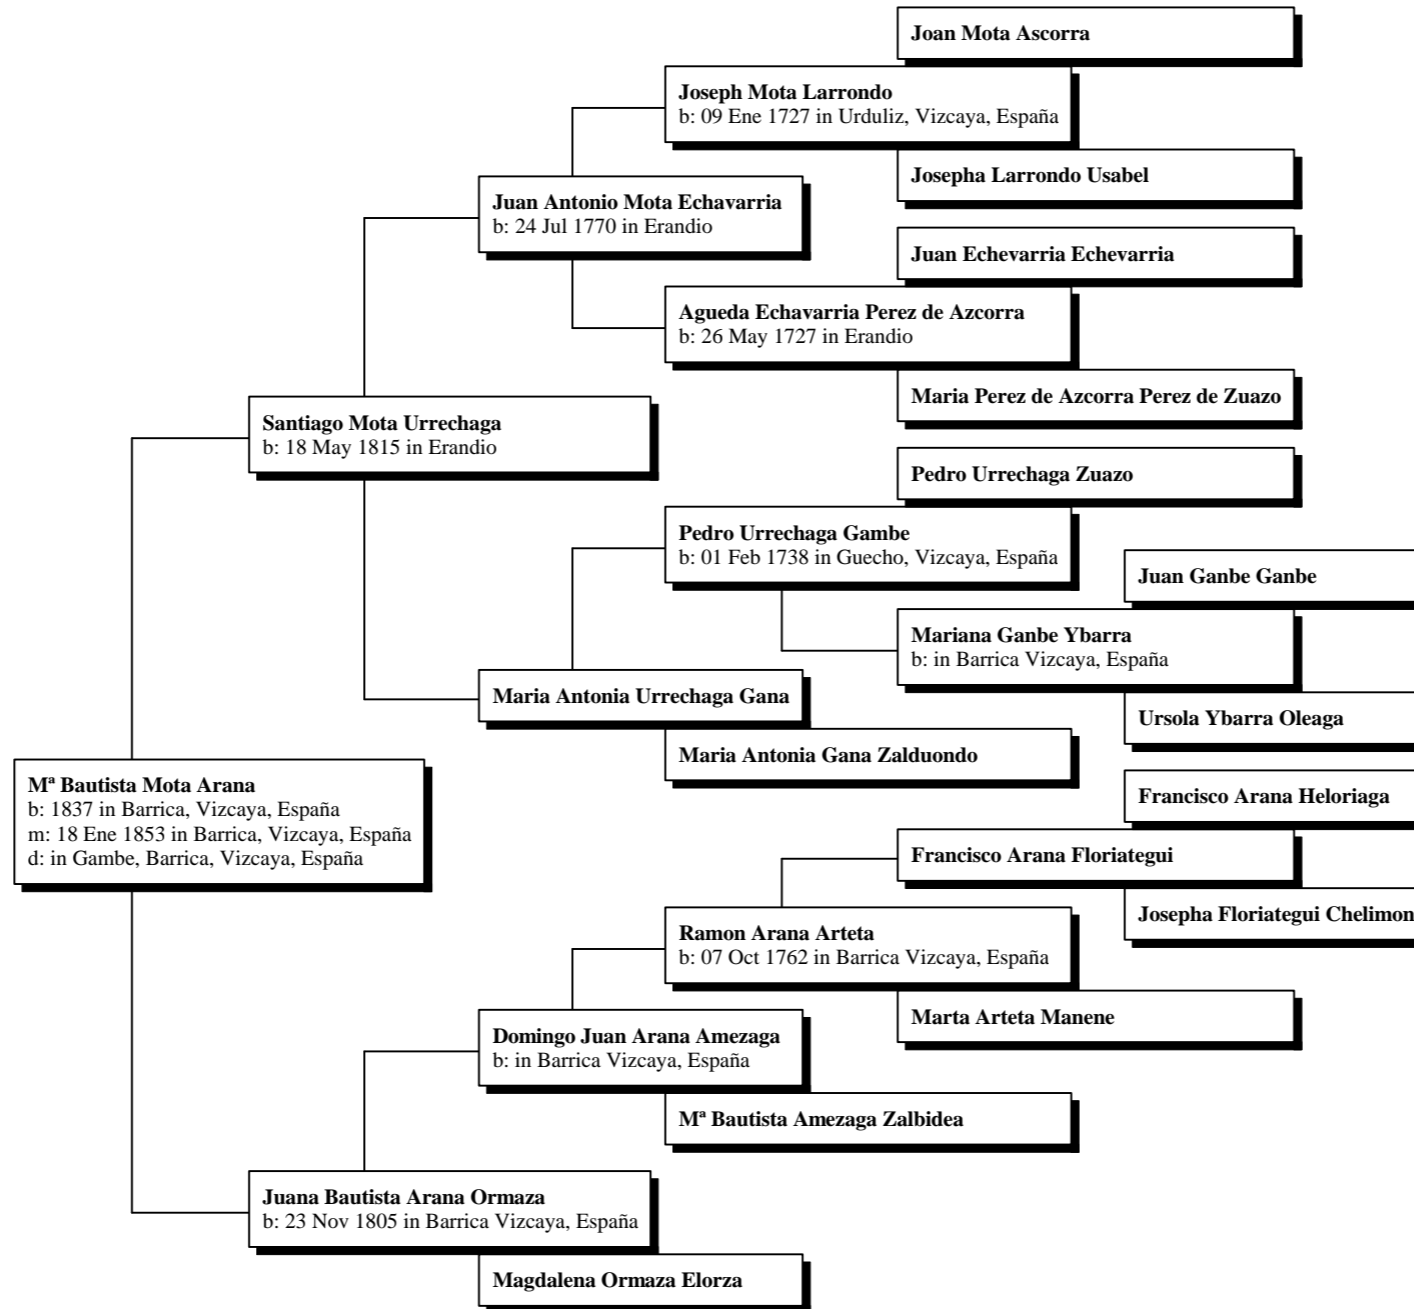 Joan Mota Ascorra
Joseph Mota Larrondo
b: 09 Ene 1727 in Urduliz, Vizcaya, España
Josepha Larrondo Usabel
Juan Antonio Mota Echavarria
b: 24 Jul 1770 in Erandio
Juan Echevarria Echevarria
Agueda Echavarria Perez de Azcorra
b: 26 May 1727 in Erandio
Maria Perez de Azcorra Perez de Zuazo
Santiago Mota Urrechaga
b: 18 May 1815 in Erandio
Pedro Urrechaga Zuazo
Pedro Urrechaga Gambe
b: 01 Feb 1738 in Guecho, Vizcaya, España
Juan Ganbe Ganbe
Mariana Ganbe Ybarra
b: in Barrica Vizcaya, España
Ursola Ybarra Oleaga
Maria Antonia Urrechaga Gana
Maria Antonia Gana Zalduondo
Mª Bautista Mota Arana
b: 1837 in Barrica, Vizcaya, España
m: 18 Ene 1853 in Barrica, Vizcaya, España
d: in Gambe, Barrica, Vizcaya, España
Francisco Arana Heloriaga
Francisco Arana Floriategui
Josepha Floriategui Chelimon
Ramon Arana Arteta
b: 07 Oct 1762 in Barrica Vizcaya, España
Marta Arteta Manene
Domingo Juan Arana Amezaga
b: in Barrica Vizcaya, España
Mª Bautista Amezaga Zalbidea
Juana Bautista Arana Ormaza
b: 23 Nov 1805 in Barrica Vizcaya, España
Magdalena Ormaza Elorza